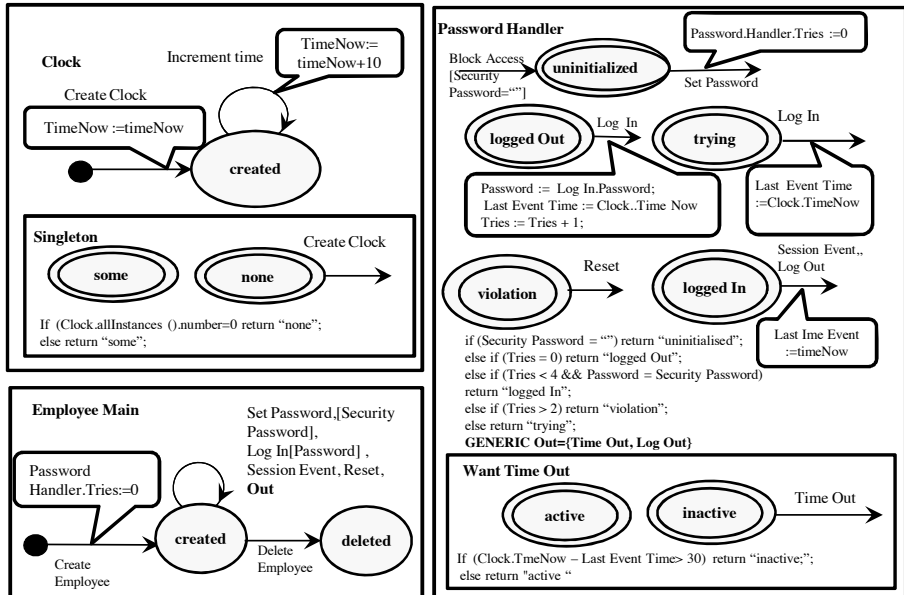 Clock
Increment time
TimeNow:=
timeNow+10
Create Clock
TimeNow :=timeNow
created
Singleton
some
none
Create Clock
If (Clock.allInstances ().number=0 return “none”;
else return “some”;
Employee Main
Set Password,[Security
Password],
Log In[Password] ,
Session Event, Reset,
Out
Password
Handler.Tries:=0
created
deleted
Create
Employee
Delete
Employee
Password Handler
Block Access
[Security
Password=“”]
uninitialized
Password.Handler.Tries :=0
Set Password
logged Out
Log In
trying
Log In
Password := Log In.Password;
Last Event Time := Clock..Time Now
Tries := Tries + 1;
Last Event Time
:=Clock.TimeNow
violation
Reset
logged In
Session Event,,
Log Out
Last Ime Event
:=timeNow
if (Security Password = “”) return “uninitialised”;
else if (Tries = 0) return “logged Out”;
else if (Tries < 4 && Password = Security Password)
return “logged In”;
else if (Tries > 2) return “violation”;
else return “trying”;
GENERIC Out={Time Out, Log Out}
Want Time Out
active
inactive
Time Out
If (Clock.TmeNow – Last Event Time> 30) return “inactive;”;
else return "active “